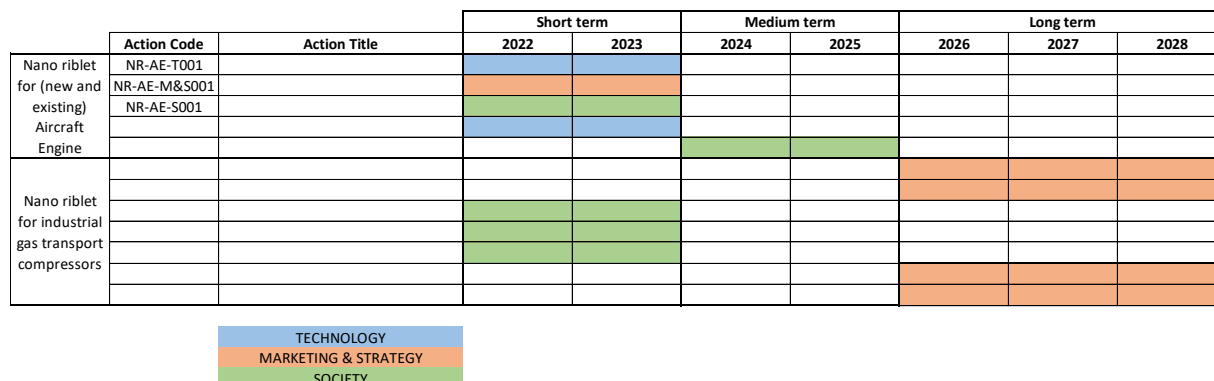 Short term Medium term Long term
Action Code Action Title 2022 2023 2024 2025 2026 2027 2028
Nano riblet NR-AE-T001
for (new and NR-AE-M&S001
existing) NR-AE-S001
Aircraft
Engine
Nano riblet
for industrial
gas transport
compressors
TECHNOLOGY
MARKETING & STRATEGY
SOCIETY